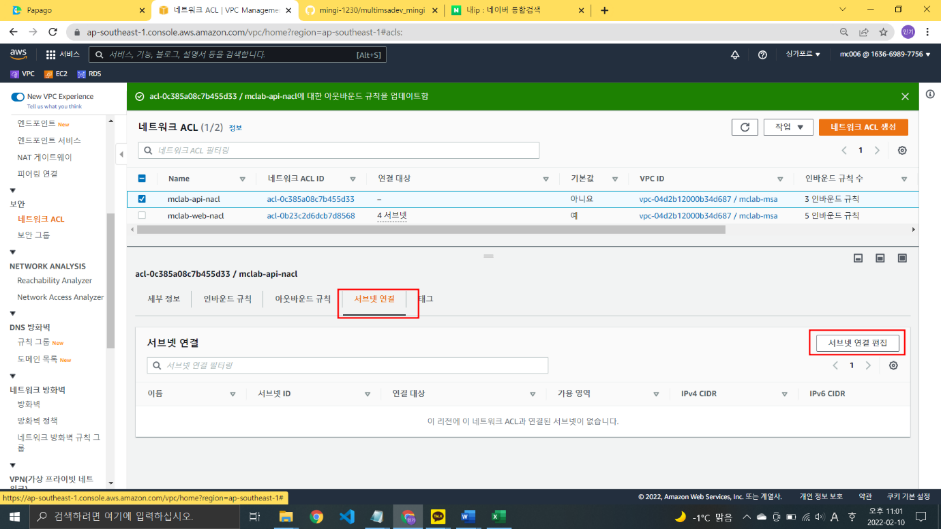 Papago
네트워크 ACL | VPC Manageme
mingi-1230/multimsadev_mingi
내ip : 네이버 통합검색
ap-southeast-1.console.aws.amazon.com/vpc/home?region=ap-southeast-1#acls:
민기
aws
서비스
서비스, 기능, 블로그, 설명서 등을 검색합니다.
[Alt+S]
싱가포르
mc006 @ 1636-6989-7756
VPC
EC2
RDS
New VPC Experience
Tell us what you think
엔드포인트 New
엔드포인트 서비스
NAT 게이트웨이
피어링 연결
보안
네트워크 ACL
보안 그룹
NETWORK ANALYSIS
Reachability Analyzer
Network Access Analyzer
DNS 방화벽
규칙 그룹 New
도메인 목록 New
네트워크 방화벽
방화벽
방화벽 정책
네트워크 방화벽 규칙 그
룹
VPN(가상 프라이빗 네트
워크)
acl-0c385a08c7b455d33 / mclab-api-nacl에 대한 아웃바운드 규칙을 업데이트함
네트워크 ACL (1/2) 정보
작업
네트워크 ACL 생성
네트워크 ACL 필터링
1
Name
네트워크 ACL ID
연결 대상
기본값
VPC ID
인바운드 규칙 수
mclab-api-nacl
acl-0c385a08c7b455d33
–
아니요
vpc-04d2b12000b34d687 / mclab-msa
3 인바운드 규칙
mclab-web-nacl
acl-0b23c2d6dcb7d8568
4 서브넷
예
vpc-04d2b12000b34d687 / mclab-msa
5 인바운드 규칙
acl-0c385a08c7b455d33 / mclab-api-nacl
세부 정보
인바운드 규칙
아웃바운드 규칙
서브넷 연결
태그
서브넷 연결
서브넷 연결 편집
서브넷 연결 필터링
1
이름
서브넷 ID
연결 대상
가용 영역
IPv4 CIDR
IPv6 CIDR
이 리전에 이 네트워크 ACL과 연결된 서브넷이 없습니다.
https://ap-southeast-1.console.aws.amazon.com/vpc/home?region=ap-southeast-1#
© 2022, Amazon Web Services, Inc. 또는 계열사.
개인 정보 보호
약관
쿠키 기본 설정
검색하려면 여기에 입력하십시오.
-1°C 맑음
A
오후 11:01
2022-02-10